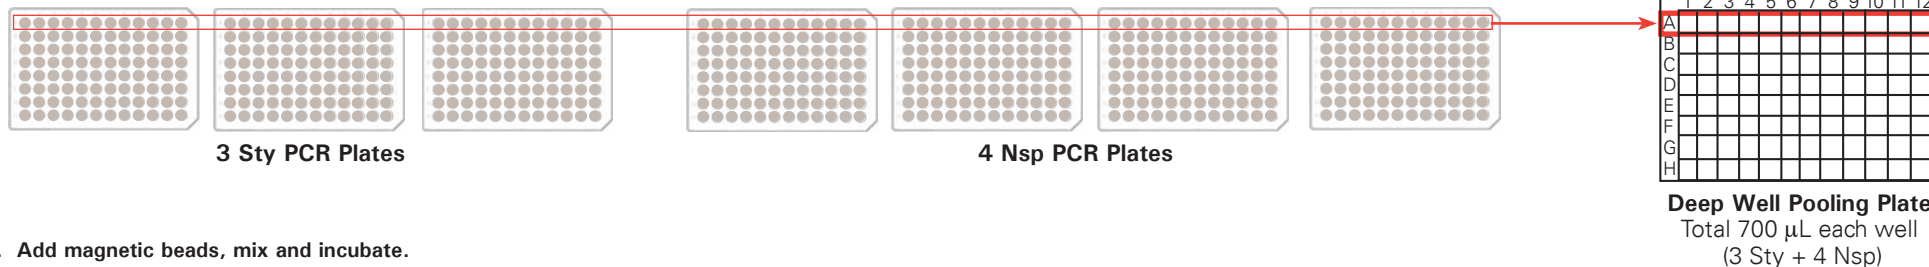 1 2 3 4 5 6 7 8 9 10 11 12
A
B
C
D
E
F
G
H
3 Sty PCR Plates
4 Nsp PCR Plates
Deep Well Pooling Plate
Total 700 µL each well
(3 Sty + 4 Nsp)
. Add magnetic beads, mix and incubate.